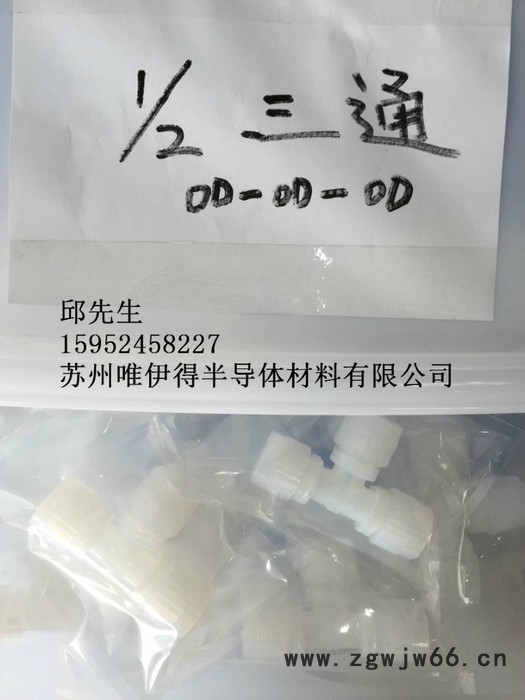 1/2 三通
OD-OD-OD
邱先生
15952458227
苏州唯伊得半导体材料有限公司
www.zgwjw66.cn